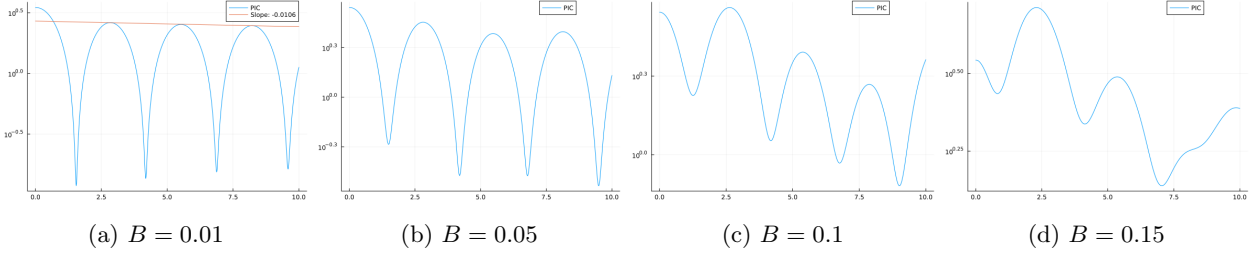 PIC
Slope: -0.0106
10^0.5
10^0.0
10^-0.5
0.0 2.5 5.0 7.5 10.0
(a) B = 0.01
PIC
10^0.3
10^0.0
10^-0.3
0.0 2.5 5.0 7.5 10.0
(b) B = 0.05
PIC
10^0.3
10^0.0
0.0 2.5 5.0 7.5 10.0
(c) B = 0.1
PIC
10^0.50
10^0.25
0.0 2.5 5.0 7.5 10.0
(d) B = 0.15